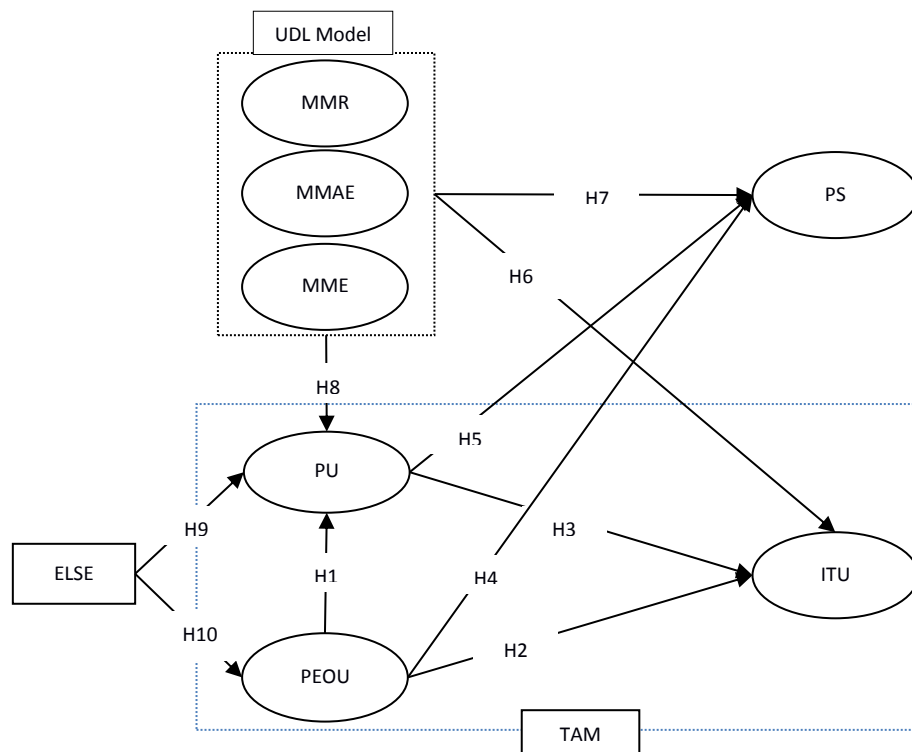 UDL Model
MMR
MMAE
MME
PS
H7
H6
H8
H5
PU
H9
H3
ELSE
H1
H4
ITU
H10
H2
PEOU
TAM